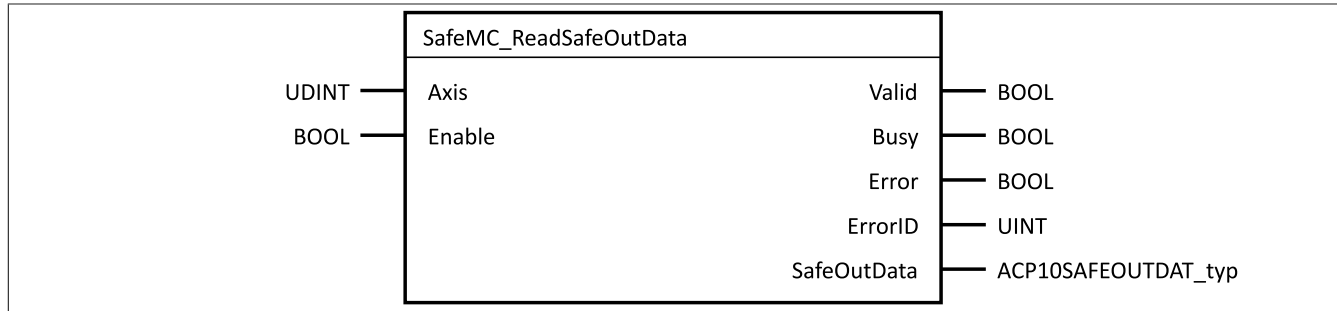 SafeMC_ReadSafeOutData
UDINT Axis Valid BOOL
BOOL Enable Busy BOOL
Error BOOL
ErrorID UINT
SafeOutData ACP10SAFEOUTDAT_typ